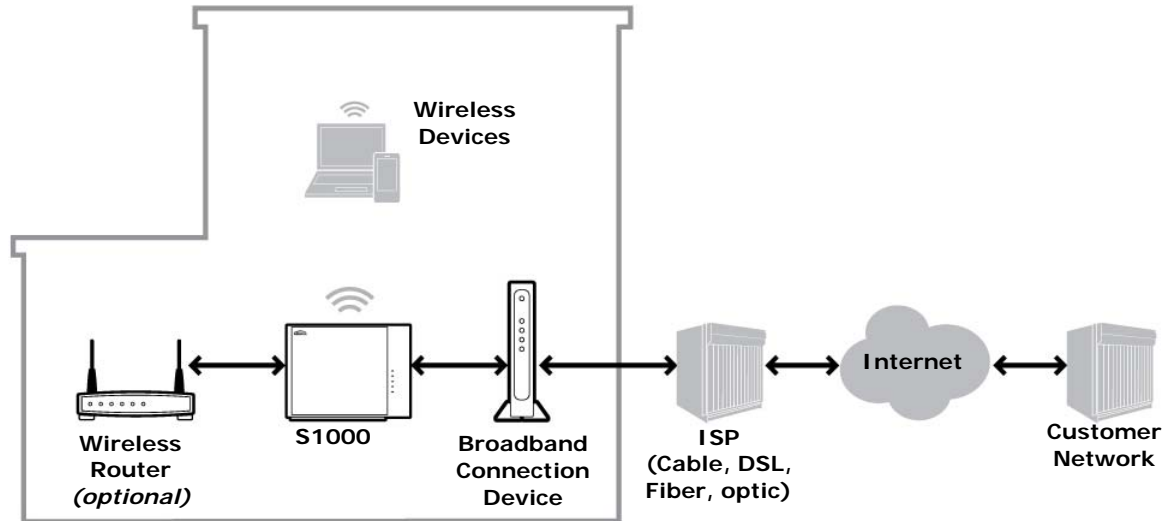 Wireless
Devices
Internet
S1000
Wireless
Router
(optional)
Broadband
Connection
Device
ISP
(Cable, DSL,
Fiber, optic)
Customer
Network